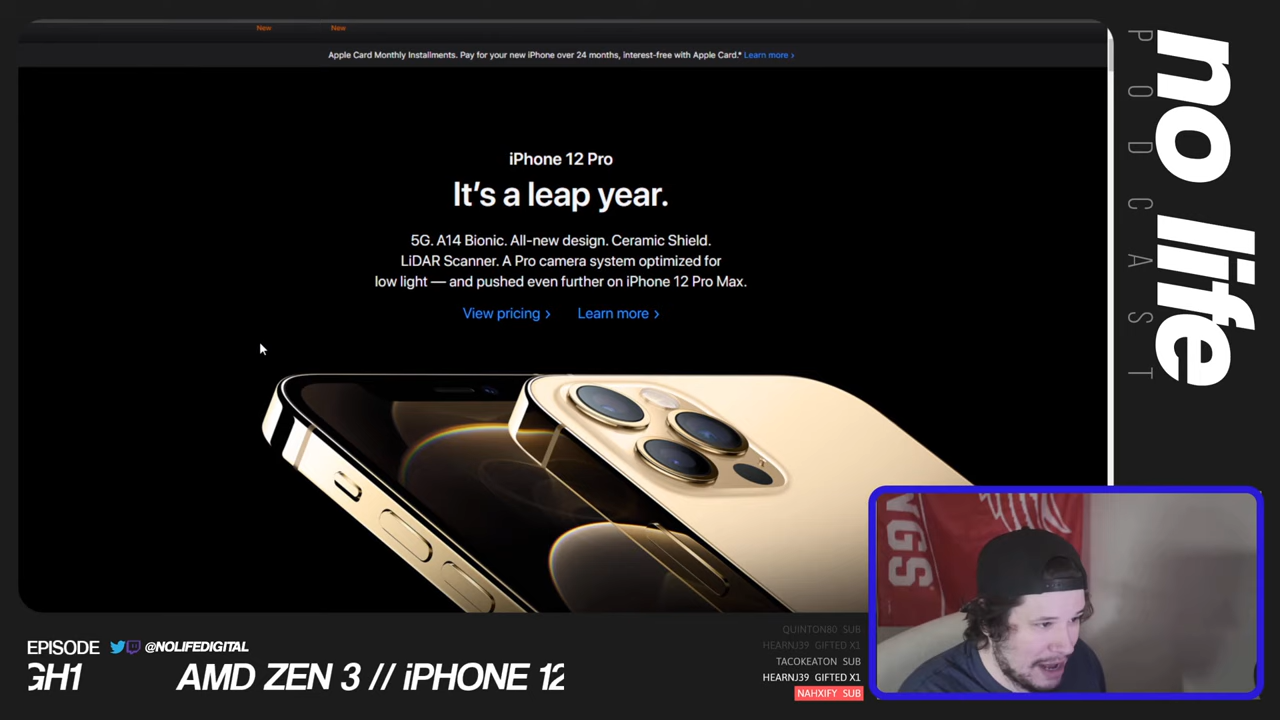 New New
Apple Card Monthly Installments. Pay for your new iPhone over 24 months, interest-free with Apple Card.* Learn more >
iPhone 12 Pro
It's a leap year.
5G. A14 Bionic. All-new design. Ceramic Shield.
LiDAR Scanner. A Pro camera system optimized for
low light — and pushed even further on iPhone 12 Pro Max.
View pricing > Learn more >
no life
PODCAST
NGS
EPISODE @NOLIFEDIGITAL
GH1 AMD ZEN 3 // iPHONE 12
QUINTON80 SUB
HEARNJ39 GIFTED X1
TACOKEATON SUB
HEARNJ39 GIFTED X1
NAHXIFY SUB